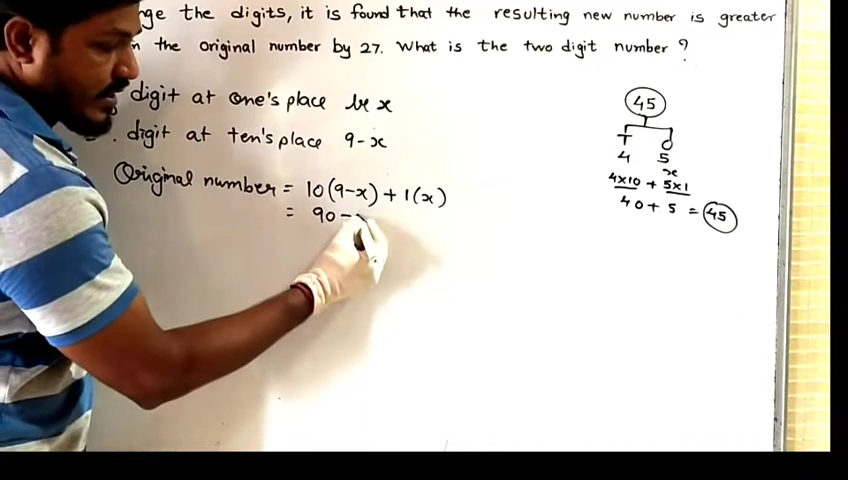 the digits, it is found that the resulting new number is greater
the original number by 27. What is the two digit number ?
digit at one's place be x
digit at ten's place 9-x
Original number = 10(9-x) + 1(x)
= 90 -
45
T O
4 5
x
4x10 + 5x1
40 + 5 = 45